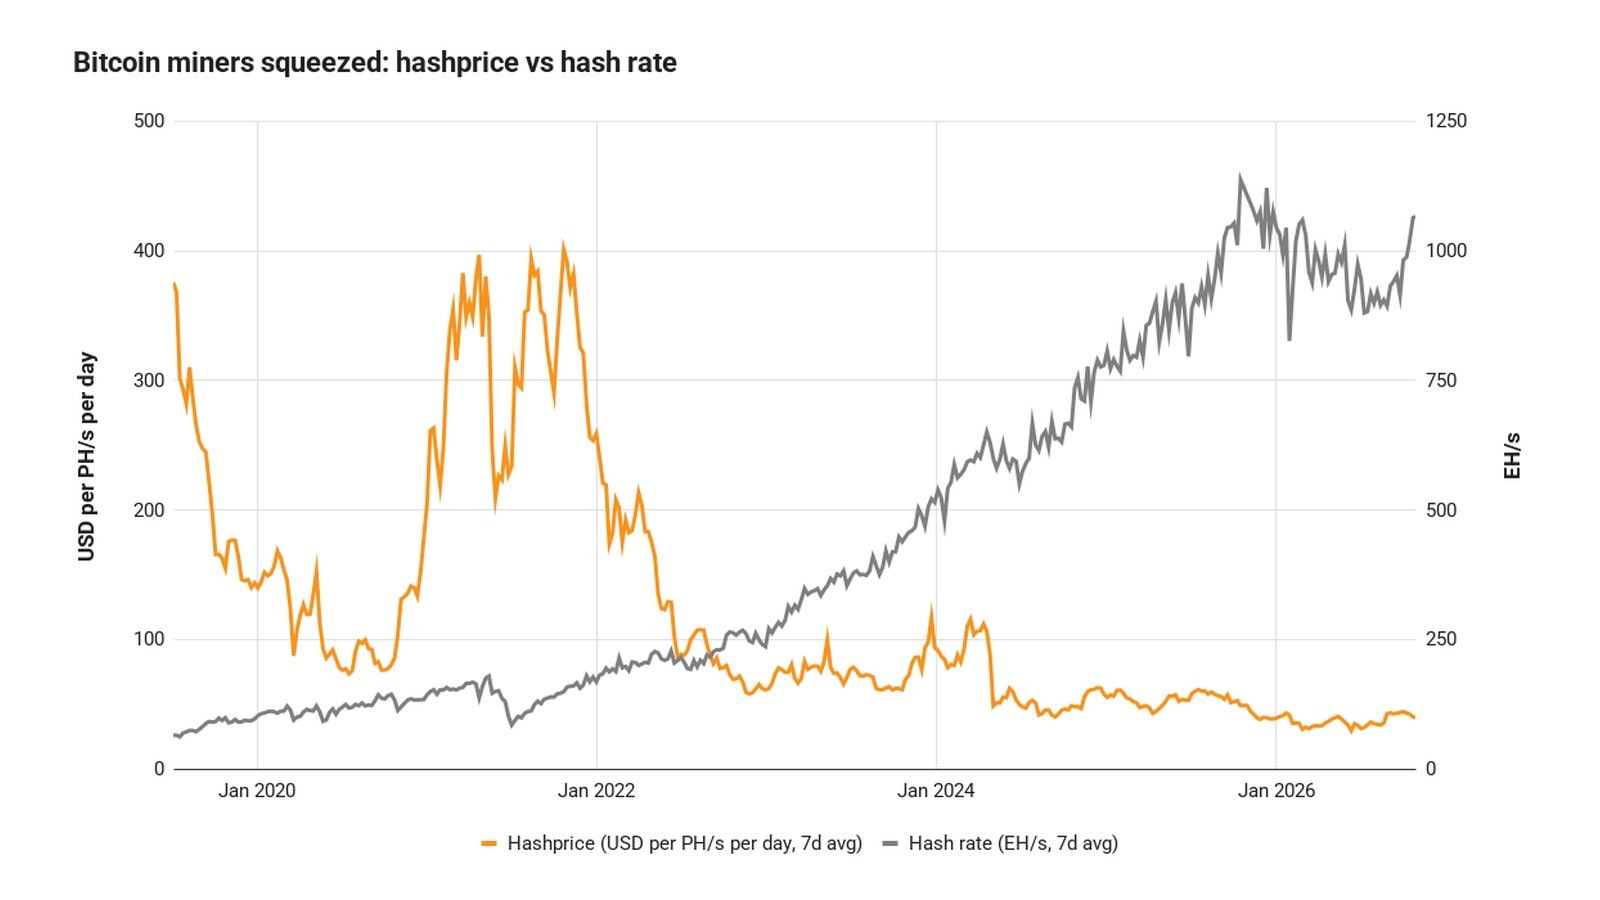 Bitcoin miners squeezed: hashprice vs hash rate
500
400
300
200
100
0
USD per PH/s per day
1250
1000
750
500
250
0
EH/s
Jan 2020
Jan 2022
Jan 2024
Jan 2026
Hashprice (USD per PH/s per day, 7d avg)
Hash rate (EH/s, 7d avg)